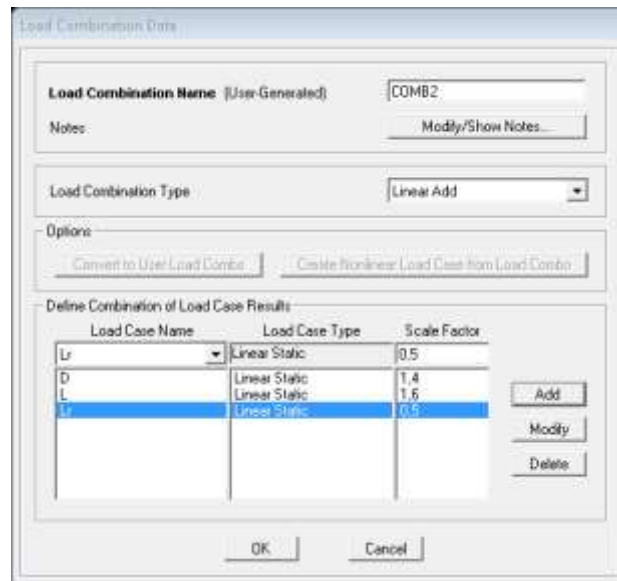 Load Combination Data
Load Combination Name (User-Generated) COMB2
Notes Modify/Show Notes...
Load Combination Type Linear Add
Options
Convert to User Load Combo Create Nonlinear Load Case from Load Combo
Define Combination of Load Case Results
Load Case Name Load Case Type Scale Factor
Lr Linear Static 0,5
D Linear Static 1,4
L Linear Static 1,6
Lr Linear Static 0,5
Add
Modify
Delete
OK Cancel